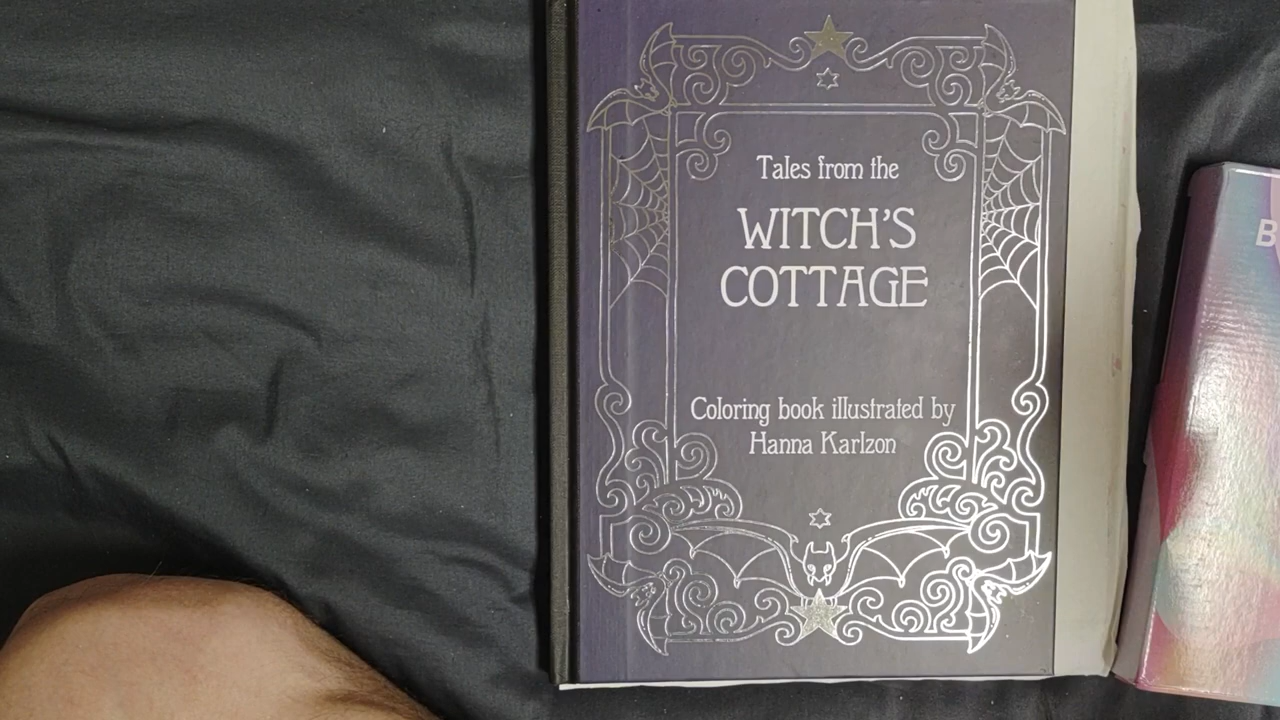 Tales from the
WITCH'S
COTTAGE
Coloring book illustrated by
Hanna Karlzon
B